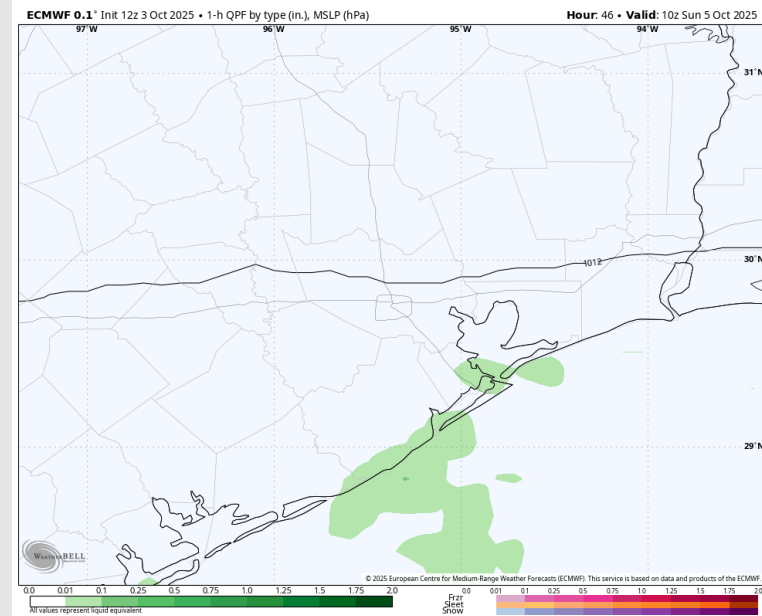 ECMWF 0.1° Init 12z 3 Oct 2025 • 1-h QPF by type (in.), MSLP (hPa) Hour: 46 • Valid: 10z Sun 5 Oct 2025
97°W 96°W 95°W 94°W
31°N
30°N
1012
29°N
WEATHERBELL
© 2025 European Centre for Medium-Range Weather Forecasts (ECMWF). This service is based on data and products of the ECMWF.
0.0 0.01 0.1 0.25 0.5 0.75 1.0 1.25 1.5 1.75 2.0 0.0 0.01 0.1 0.25 0.5 0.75 1.0 1.25 1.5 1.75 2.0
Frzr
Sleet
Snow
All values represent liquid equivalent